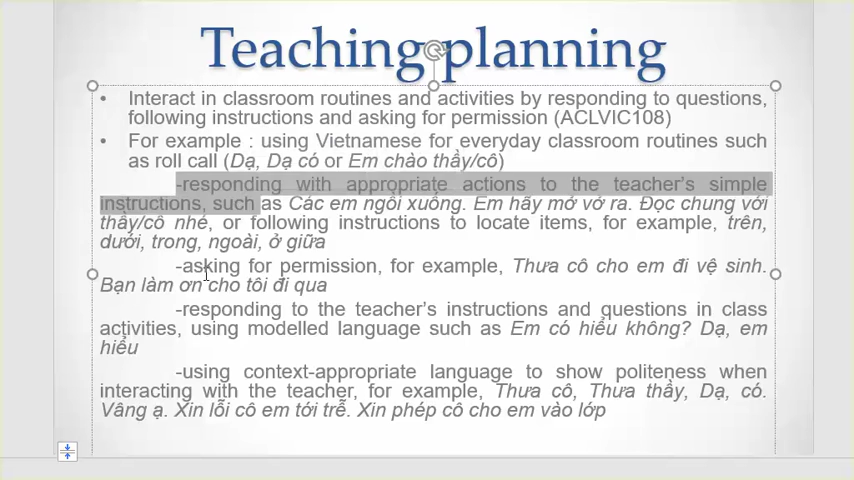 Teaching planning
• Interact in classroom routines and activities by responding to questions,
following instructions and asking for permission (ACLVIC108)
• For example : using Vietnamese for everyday classroom routines such
as roll call (Dạ, Dạ có or Em chào thầy/cô)
-responding with appropriate actions to the teacher's simple
instructions, such as Các em ngồi xuống. Em hãy mở vở ra. Đọc chung với
thầy/cô nhé, or following instructions to locate items, for example, trên,
dưới, trong, ngoài, ở giữa
-asking for permission, for example, Thưa cô cho em đi vệ sinh.
Bạn làm ơn cho tôi đi qua
-responding to the teacher's instructions and questions in class
activities, using modelled language such as Em có hiểu không? Dạ, em
hiểu
-using context-appropriate language to show politeness when
interacting with the teacher, for example, Thưa cô, Thưa thầy, Dạ, có.
Vâng ạ. Xin lỗi cô em tới trễ. Xin phép cô cho em vào lớp